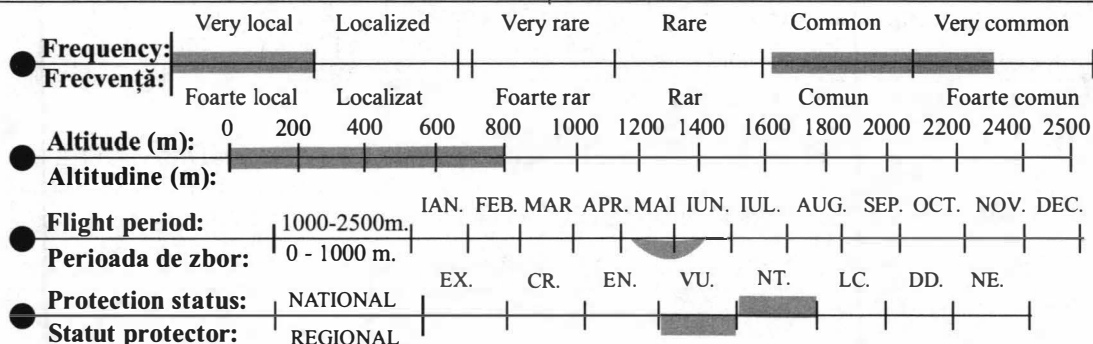 Very local Localized Very rare Rare Common Very common
Frequency:
Frecvență:
Foarte local Localizat Foarte rar Rar Comun Foarte comun
Altitude (m): 0 200 400 600 800 1000 1200 1400 1600 1800 2000 2200 2400 2500
Altitudine (m):
IAN. FEB. MAR APR. MAI IUN. IUL. AUG. SEP. OCT. NOV. DEC.
Flight period: 1000-2500m.
Perioada de zbor: 0 - 1000 m.
EX. CR. EN. VU. NT. LC. DD. NE.
Protection status: NATIONAL
Statut protector: REGIONAL